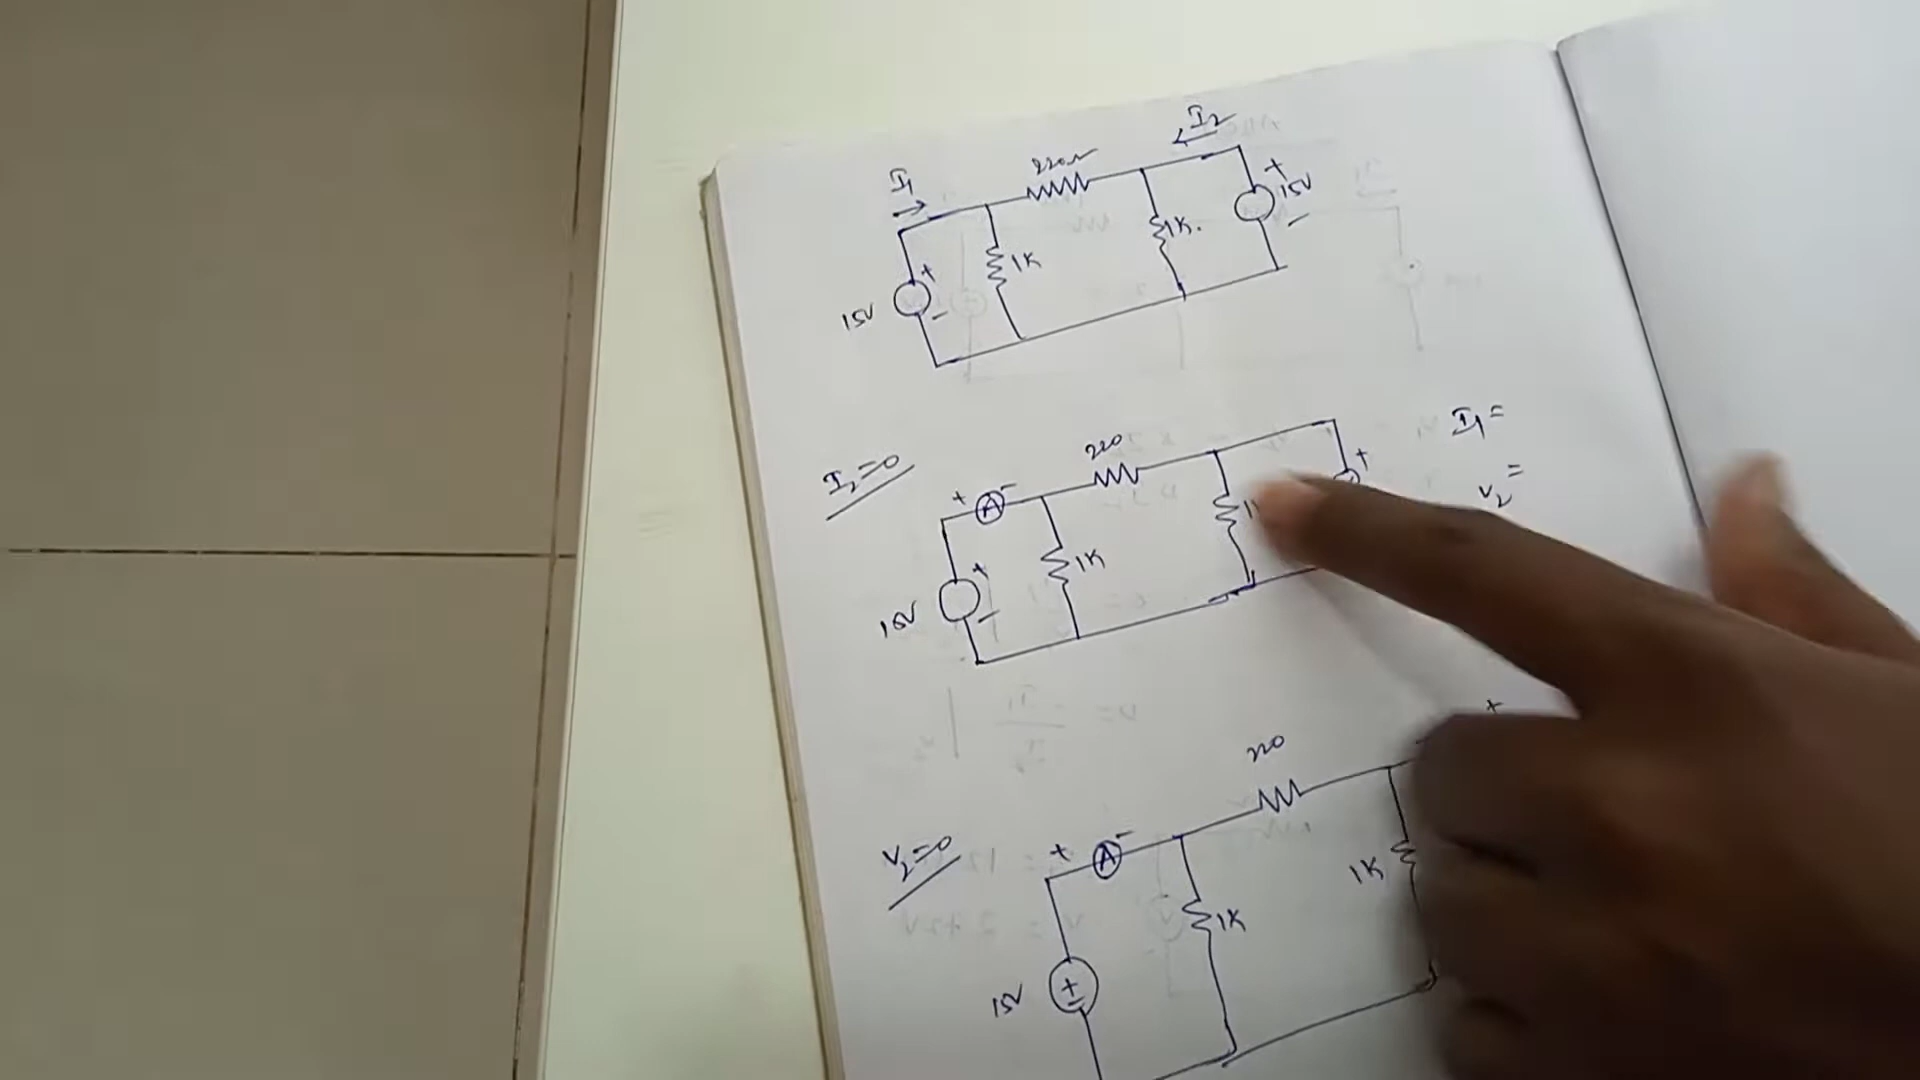 I₂
220Ω
I₁
15V
1K.
1K
15V
I₁ =
220
I₂=0
V₂ =
A
1K
15V
220
V₂=0
A
1K
1K
15V